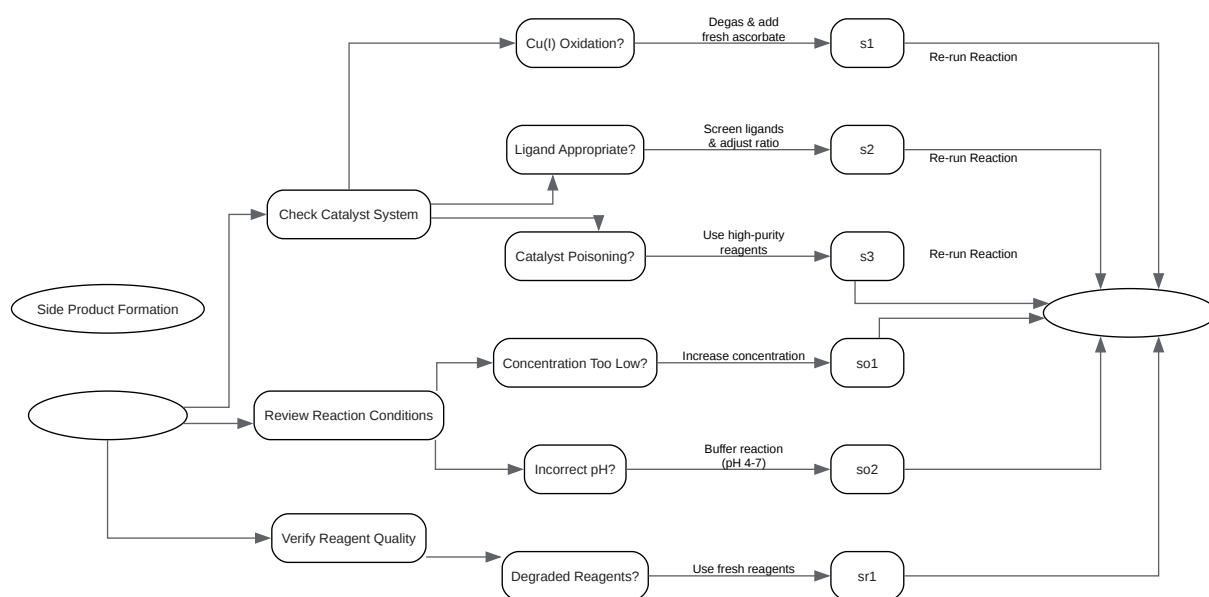 Degas & add
fresh ascorbate
Cu(I) Oxidation?
s1
Re-run Reaction
Screen ligands
& adjust ratio
Ligand Appropriate?
s2
Re-run Reaction
Check Catalyst System
Use high-purity
reagents
Catalyst Poisoning?
s3
Re-run Reaction
Side Product Formation
Concentration Too Low?
Increase concentration
so1
Review Reaction Conditions
Buffer reaction
(pH 4-7)
Incorrect pH?
so2
Verify Reagent Quality
Degraded Reagents?
Use fresh reagents
sr1